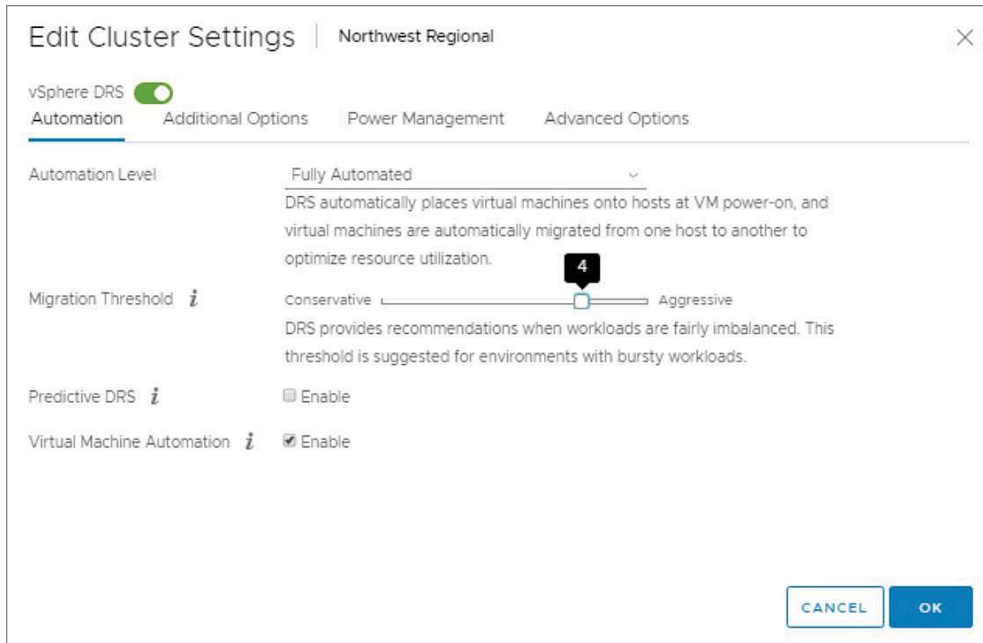 Edit Cluster Settings | Northwest Regional
vSphere DRS
Automation Additional Options Power Management Advanced Options
Automation Level Fully Automated
DRS automatically places virtual machines onto hosts at VM power-on, and
virtual machines are automatically migrated from one host to another to
optimize resource utilization.
4
Migration Threshold i Conservative Aggressive
DRS provides recommendations when workloads are fairly imbalanced. This
threshold is suggested for environments with bursty workloads.
Predictive DRS i Enable
Virtual Machine Automation i Enable
CANCEL OK